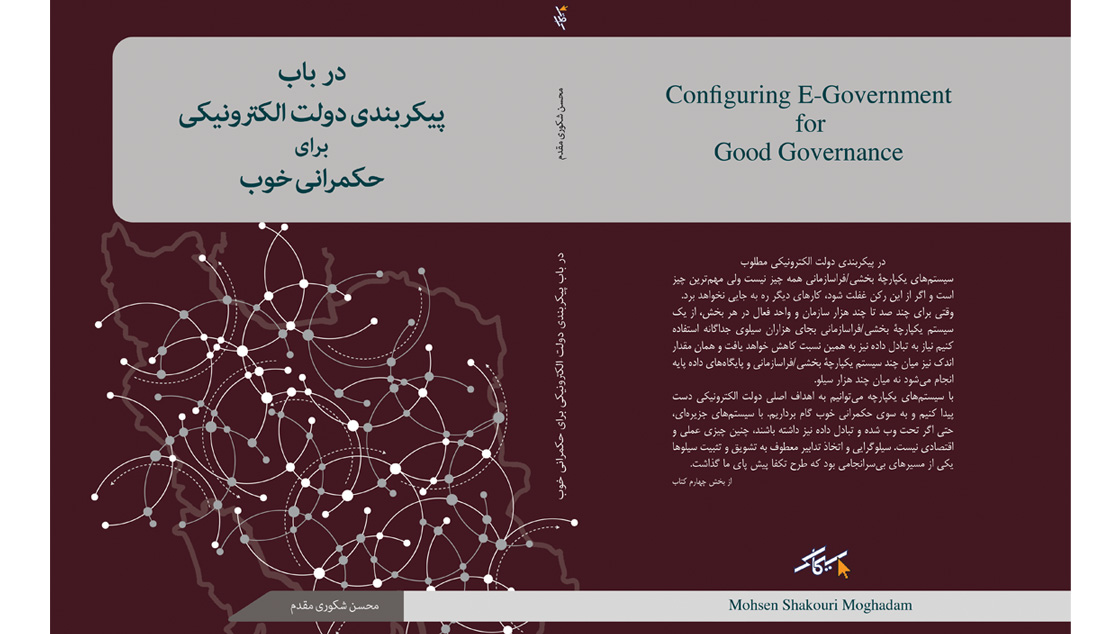 در باب
پیکربندی دولت الکترونیکی
برای
حکمرانی خوب
محسن شکوری مقدم
محسن شکوری مقدم
در باب پیکربندی دولت الکترونیکی برای حکمرانی خوب
Configuring E-Government
for
Good Governance
در پیکربندی دولت الکترونیکی مطلوب
سیستم‌های یکپارچهٔ بخشی/فراسازمانی همه چیز نیست ولی مهم‌ترین چیز
است و اگر از این رکن غفلت شود، کارهای دیگر ره به جایی نخواهد برد.
وقتی برای چند صد تا چند هزار سازمان و واحد فعال در هر بخش، از یک
سیستم یکپارچهٔ بخشی/فراسازمانی بجای هزاران سیلوی جداگانه استفاده
کنیم نیاز به تبادل داده نیز به همین نسبت کاهش خواهد یافت و همان مقدار
اندک نیز میان چند سیستم یکپارچهٔ بخشی/فراسازمانی و پایگاه‌های داده پایه
انجام می‌شود نه میان چند هزار سیلو.
با سیستم‌های یکپارچه می‌توانیم به اهداف اصلی دولت الکترونیکی دست
پیدا کنیم و به سوی حکمرانی خوب گام برداریم. با سیستم‌های جزیره‌ای،
حتی اگر تحت وب شده و تبادل داده نیز داشته باشند، چنین چیزی عملی و
اقتصادی نیست. سیلوگرایی و اتخاذ تدابیر معطوف به تشویق و تثبیت سیلوها
یکی از مسیرهای بی‌سرانجامی بود که طرح تکفا پیش پای ما گذاشت.
از بخش چهارم کتاب
Mohsen Shakouri Moghadam